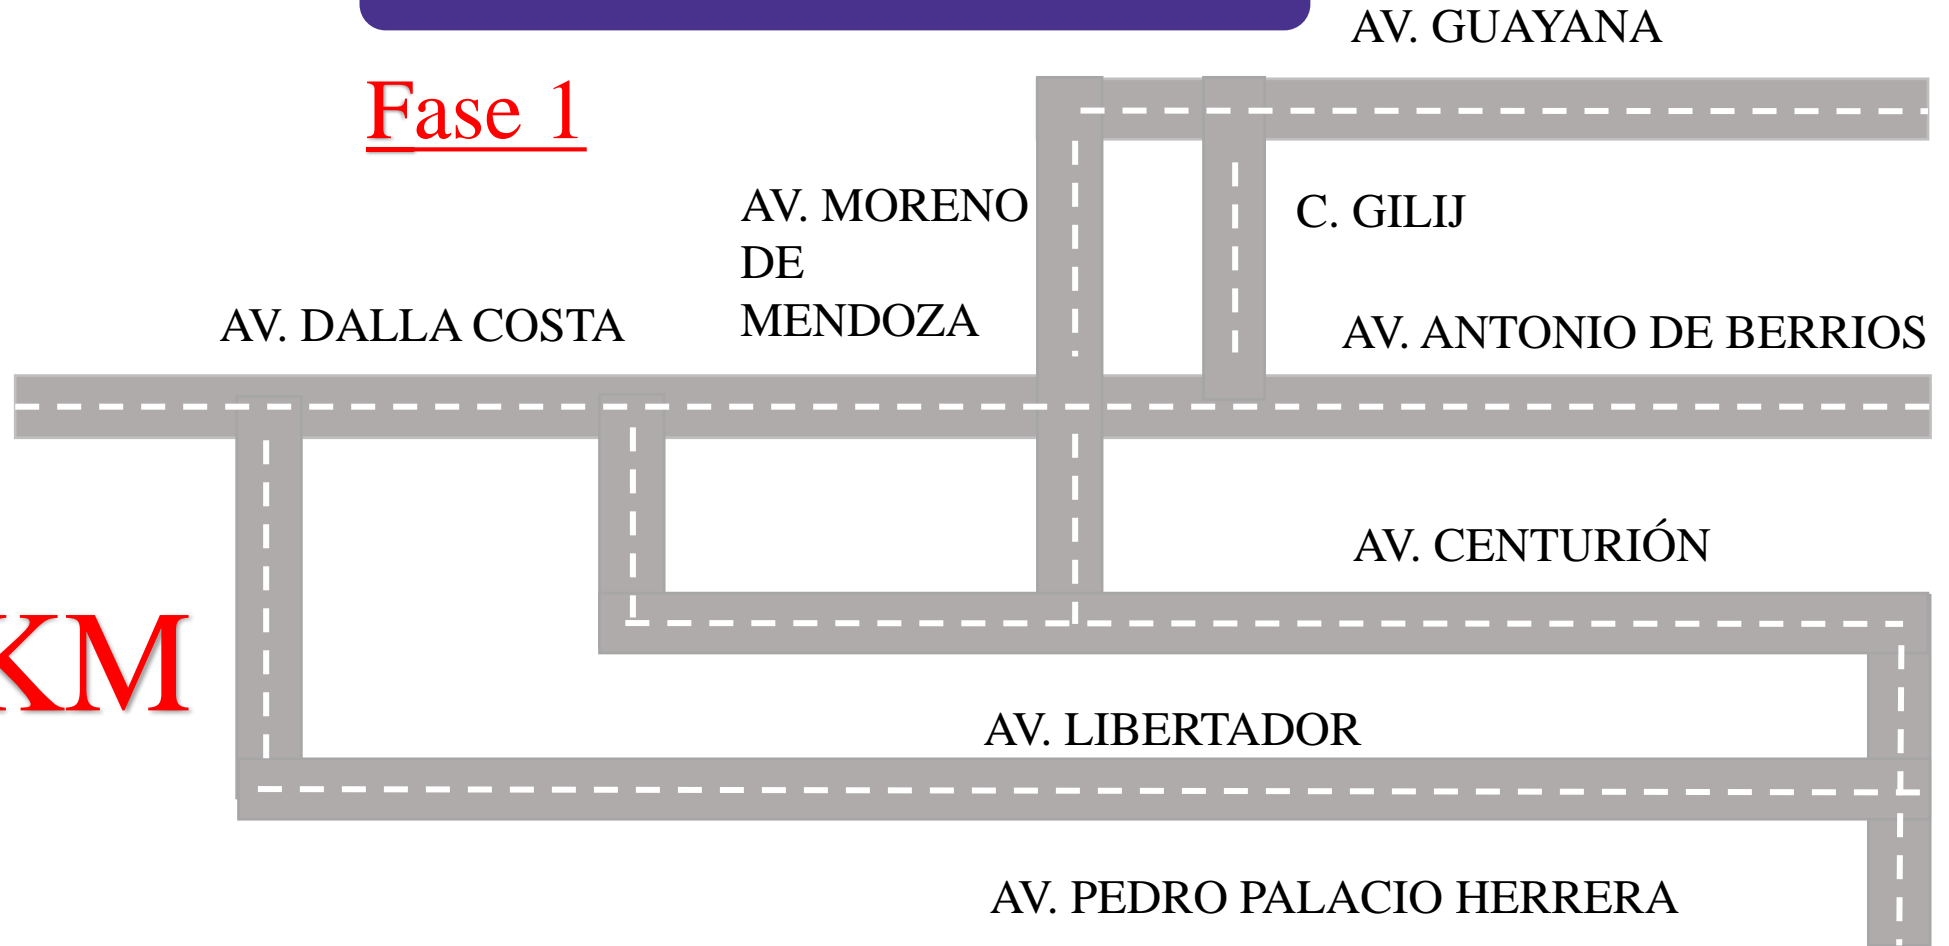 AV. GUAYANA
Fase 1
AV. MORENO
DE
MENDOZA
C. GILIJ
AV. DALLA COSTA
AV. ANTONIO DE BERRIOS
AV. CENTURIÓN
KM
AV. LIBERTADOR
AV. PEDRO PALACIO HERRERA